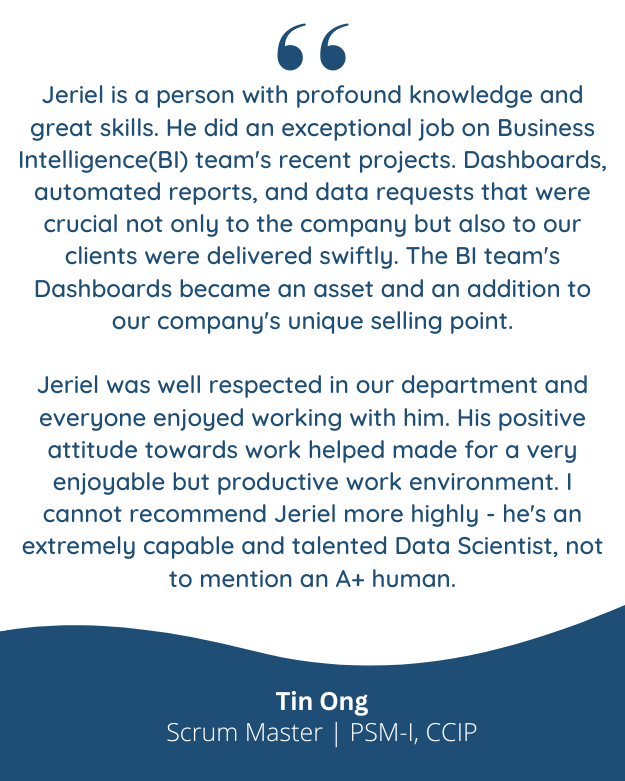 “
Jeriel is a person with profound knowledge and
great skills. He did an exceptional job on Business
Intelligence(BI) team's recent projects. Dashboards,
automated reports, and data requests that were
crucial not only to the company but also to our
clients were delivered swiftly. The BI team's
Dashboards became an asset and an addition to
our company's unique selling point.
Jeriel was well respected in our department and
everyone enjoyed working with him. His positive
attitude towards work helped made for a very
enjoyable but productive work environment. I
cannot recommend Jeriel more highly - he's an
extremely capable and talented Data Scientist, not
to mention an A+ human.
Tin Ong
Scrum Master | PSM-I, CCIP